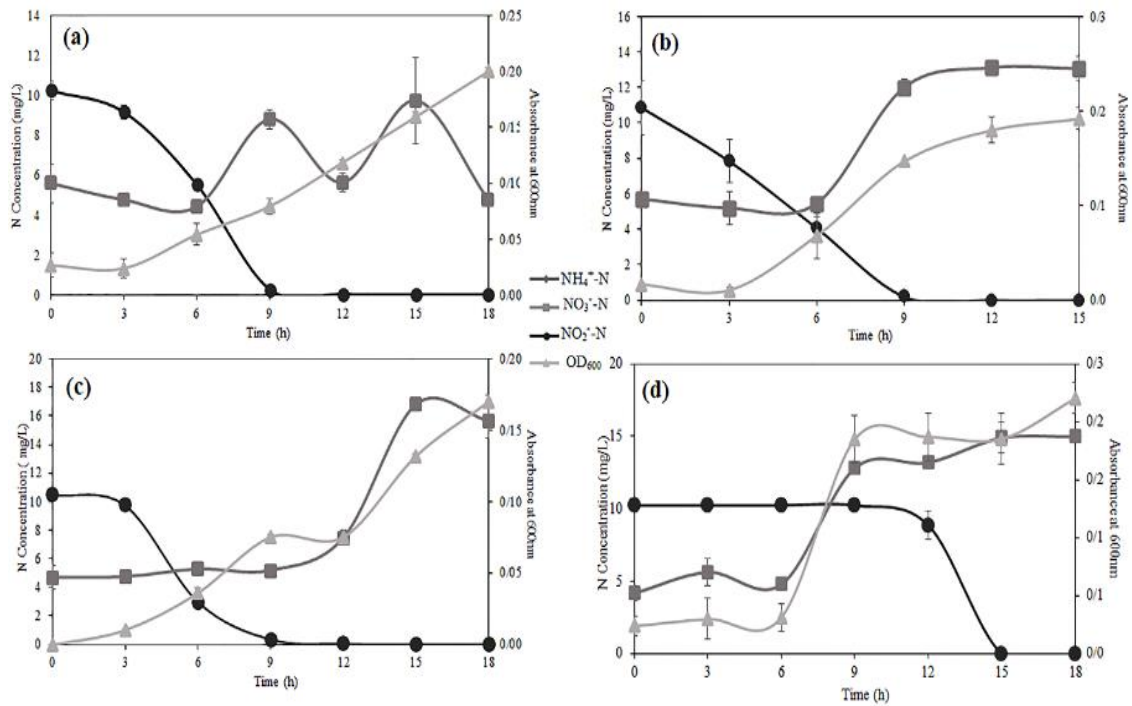 (a)
N Concentration (mg/L)
14
12
10
8
6
4
2
0
0/25
0/20
0/15
0/10
0/05
0/00
Absorbance at 600nm
0 3 6 9 12 15 18
Time (h)
(b)
N Concentration (mg/L)
16
14
12
10
8
6
4
2
0
0/3
0/2
0/1
0/0
Absorbance at 600nm
0 3 6 9 12 15
Time (h)
NH₄⁺-N
NO₃⁻-N
NO₂⁻-N
OD₆₀₀
(c)
N Concentration ( mg/L)
20
18
16
14
12
10
8
6
4
2
0
0/20
0/15
0/10
0/05
0/00
Absorbance at 600nm
0 3 6 9 12 15 18
Time (h)
(d)
N Concentration (mg/L)
20
15
10
5
0
0/3
0/2
0/2
0/1
0/1
0/0
Absorbance at 600nm
0 3 6 9 12 15 18
Time (h)